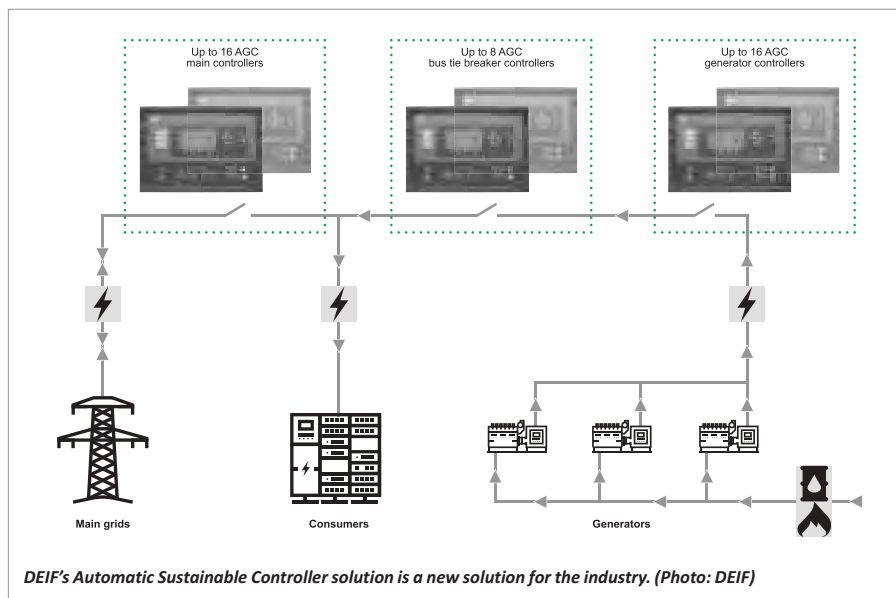 Up to 16 AGC
main controllers
Up to 8 AGC
bus tie breaker controllers
Up to 16 AGC
generator controllers
Main grids
Consumers
Generators
DEIF’s Automatic Sustainable Controller solution is a new solution for the industry. (Photo: DEIF)